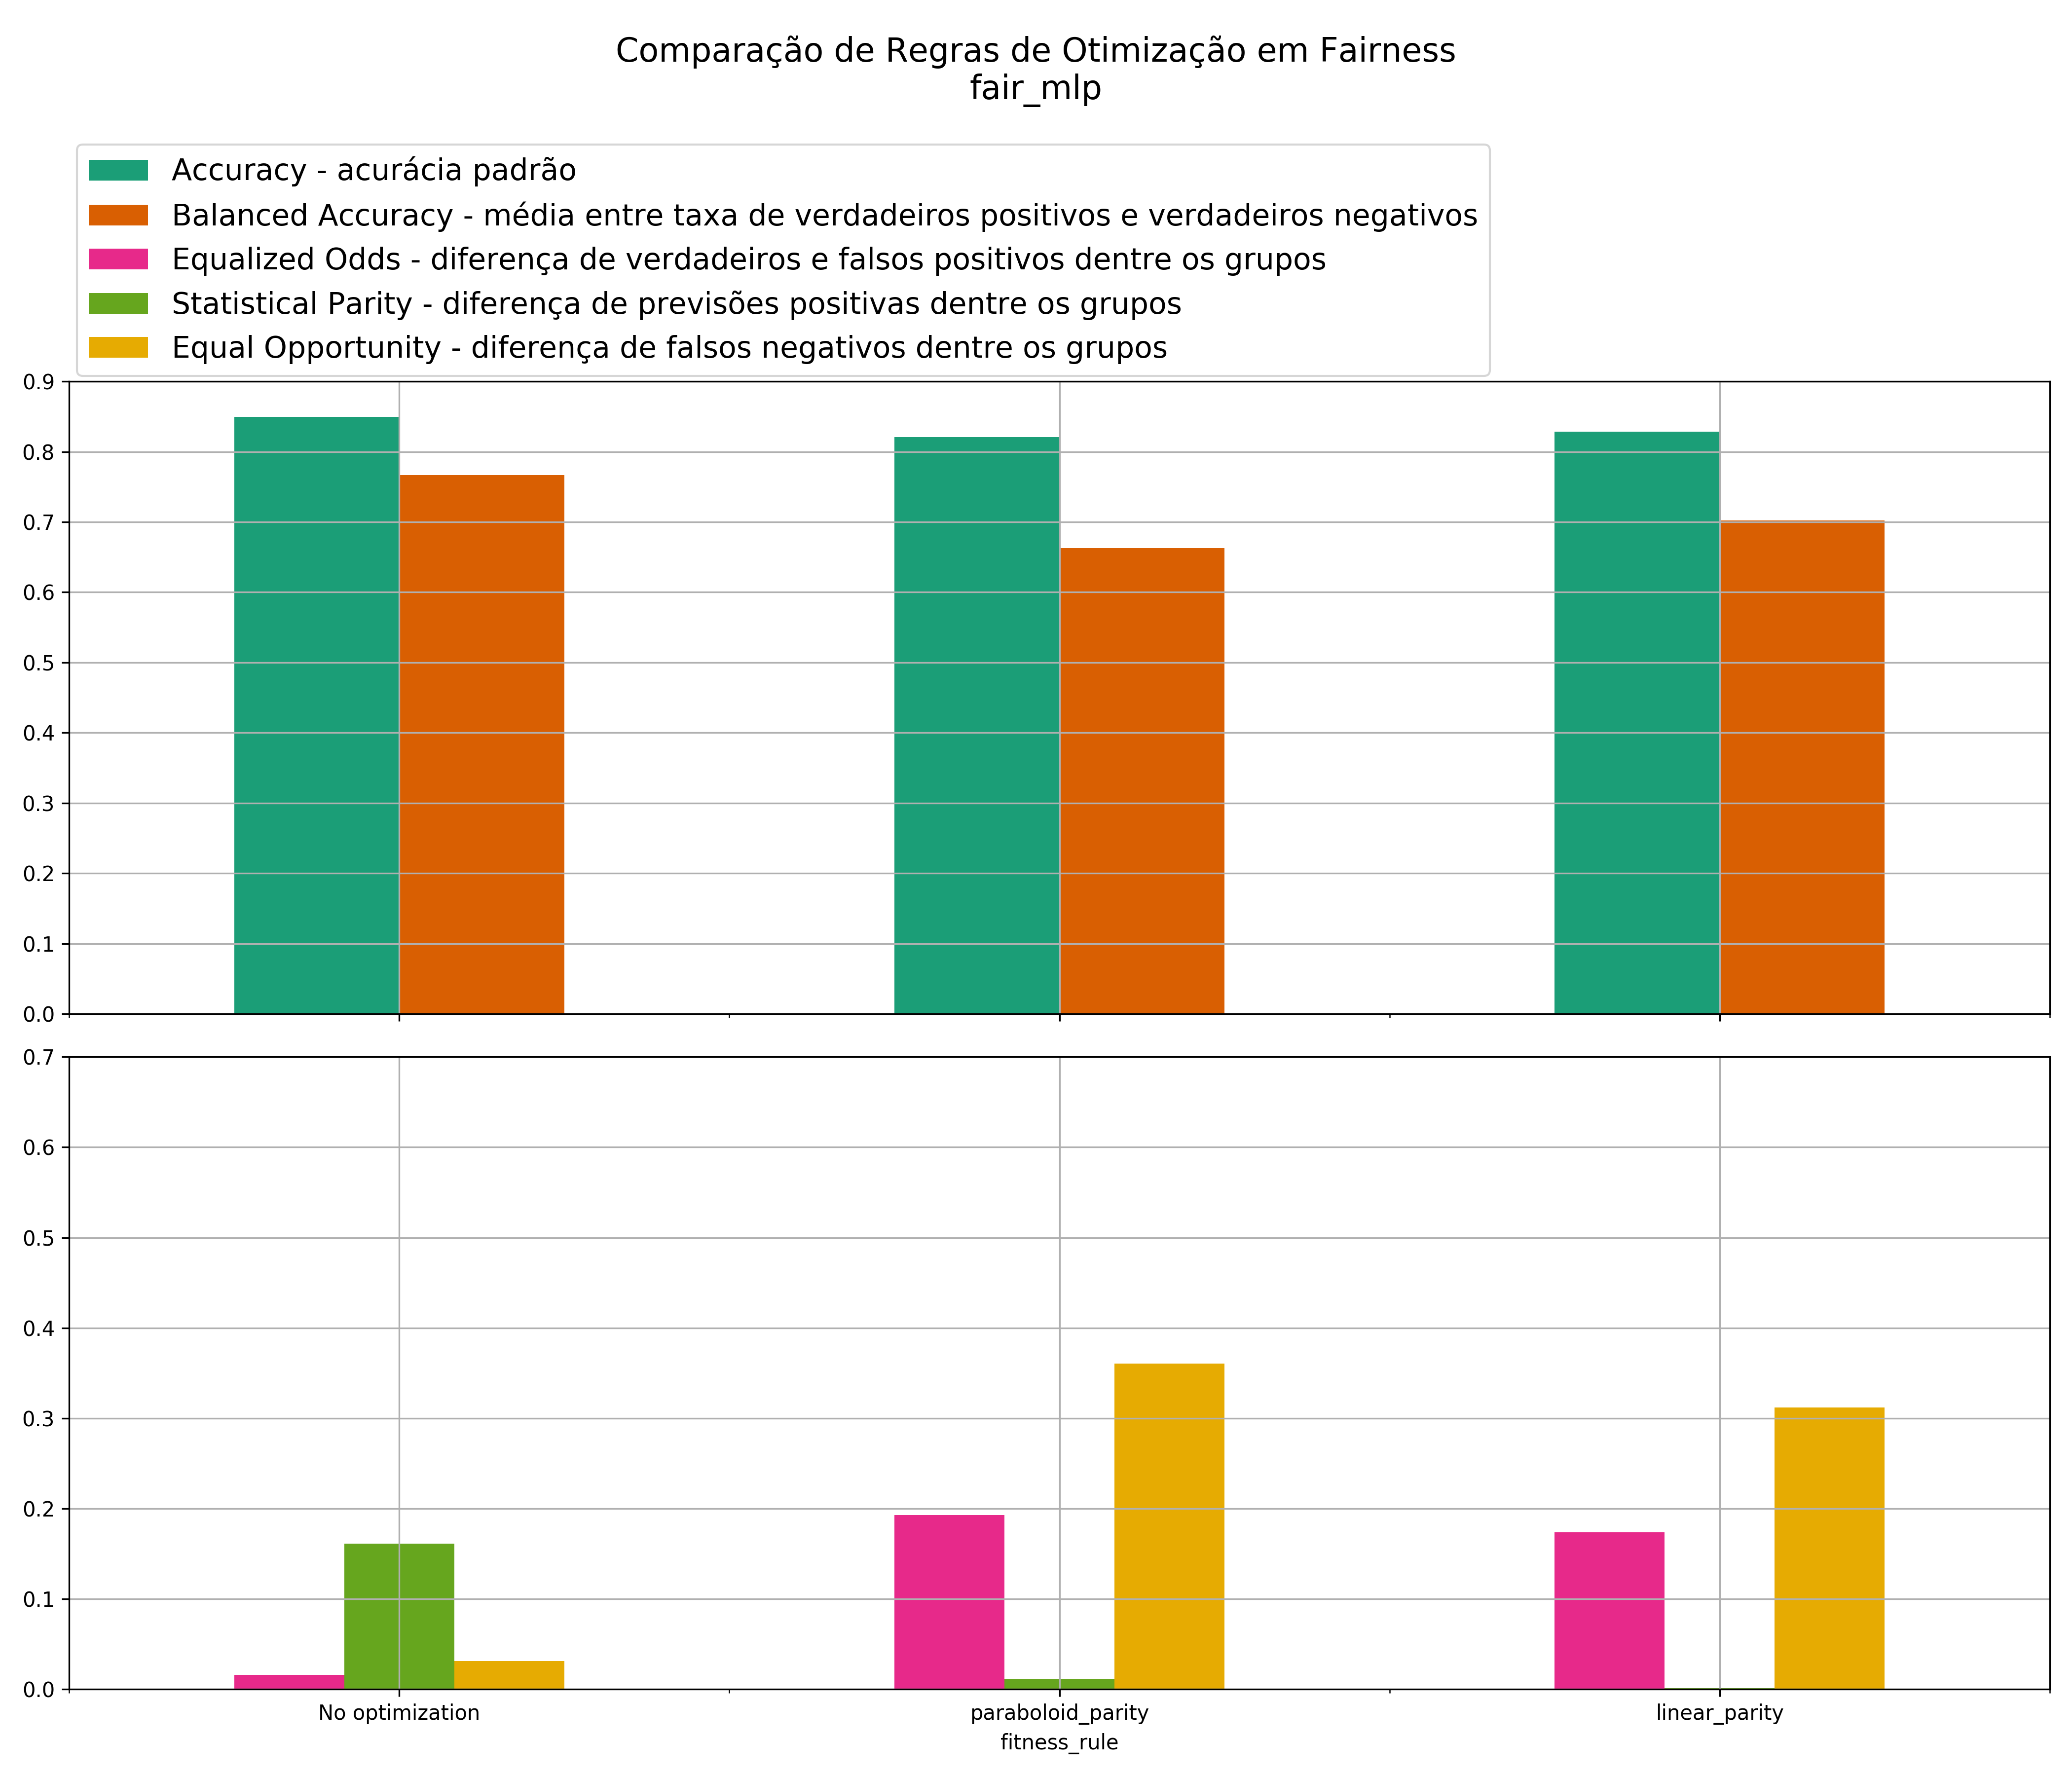 Comparação de Regras de Otimização em Fairness
fair_mlp
Accuracy - acurácia padrão
Balanced Accuracy - média entre taxa de verdadeiros positivos e verdadeiros negativos
Equalized Odds - diferença de verdadeiros e falsos positivos dentre os grupos
Statistical Parity - diferença de previsões positivas dentre os grupos
Equal Opportunity - diferença de falsos negativos dentre os grupos
0.9
0.8
0.7
0.6
0.5
0.4
0.3
0.2
0.1
0.0
0.7
0.6
0.5
0.4
0.3
0.2
0.1
0.0
No optimization paraboloid_parity linear_parity
fitness_rule